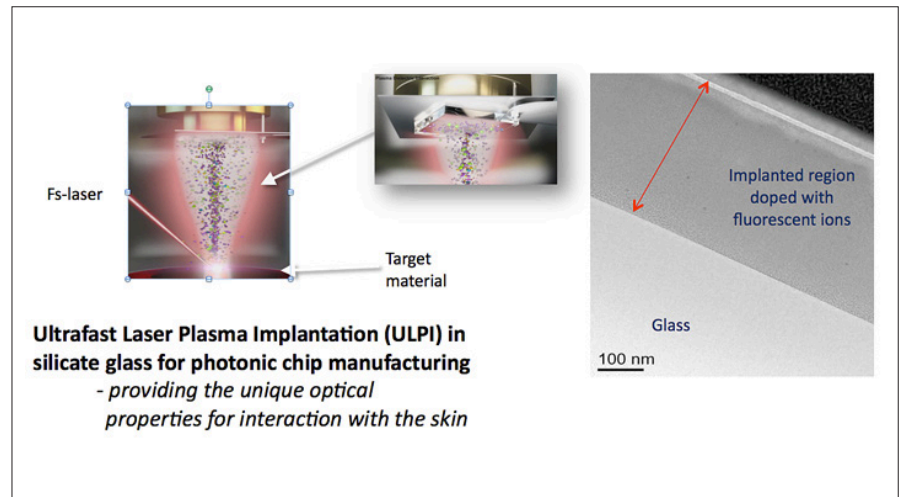 Fs-laser
Target
material
Ultrafast Laser Plasma Implantation (ULPI) in
silicate glass for photonic chip manufacturing
- providing the unique optical
properties for interaction with the skin
Implanted region
doped with
fluorescent ions
Glass
100 nm